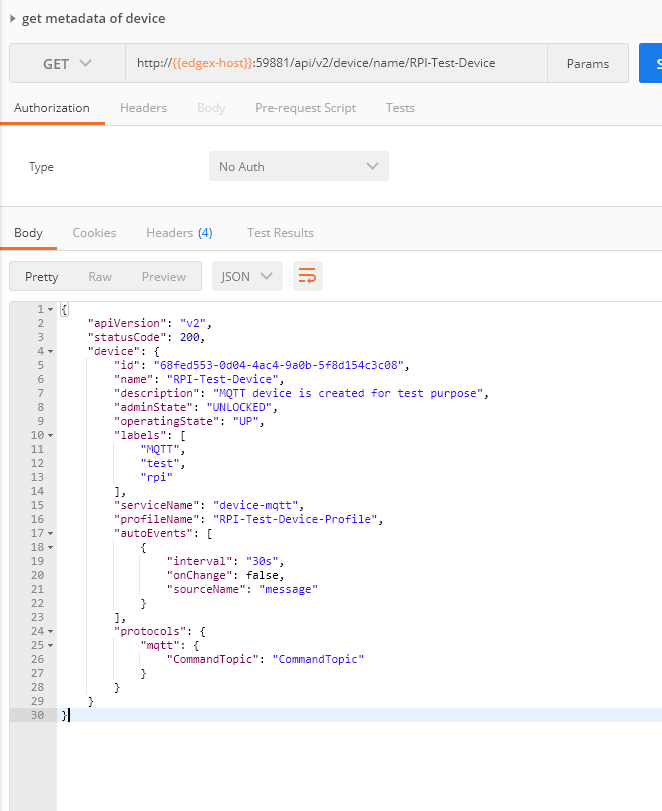 get metadata of device
GET http://{{edgex-host}}:59881/api/v2/device/name/RPI-Test-Device Params S
Authorization Headers Body Pre-request Script Tests
Type No Auth
Body Cookies Headers (4) Test Results
Pretty Raw Preview JSON
1 {
2 "apiVersion": "v2",
3 "statusCode": 200,
4 "device": {
5 "id": "68fed553-0d04-4ac4-9a0b-5f8d154c3c08",
6 "name": "RPI-Test-Device",
7 "description": "MQTT device is created for test purpose",
8 "adminState": "UNLOCKED",
9 "operatingState": "UP",
10 "labels": [
11 "MQTT",
12 "test",
13 "rpi"
14 ],
15 "serviceName": "device-mqtt",
16 "profileName": "RPI-Test-Device-Profile",
17 "autoEvents": [
18 {
19 "interval": "30s",
20 "onChange": false,
21 "sourceName": "message"
22 }
23 ],
24 "protocols": {
25 "mqtt": {
26 "CommandTopic": "CommandTopic"
27 }
28 }
29 }
30 }